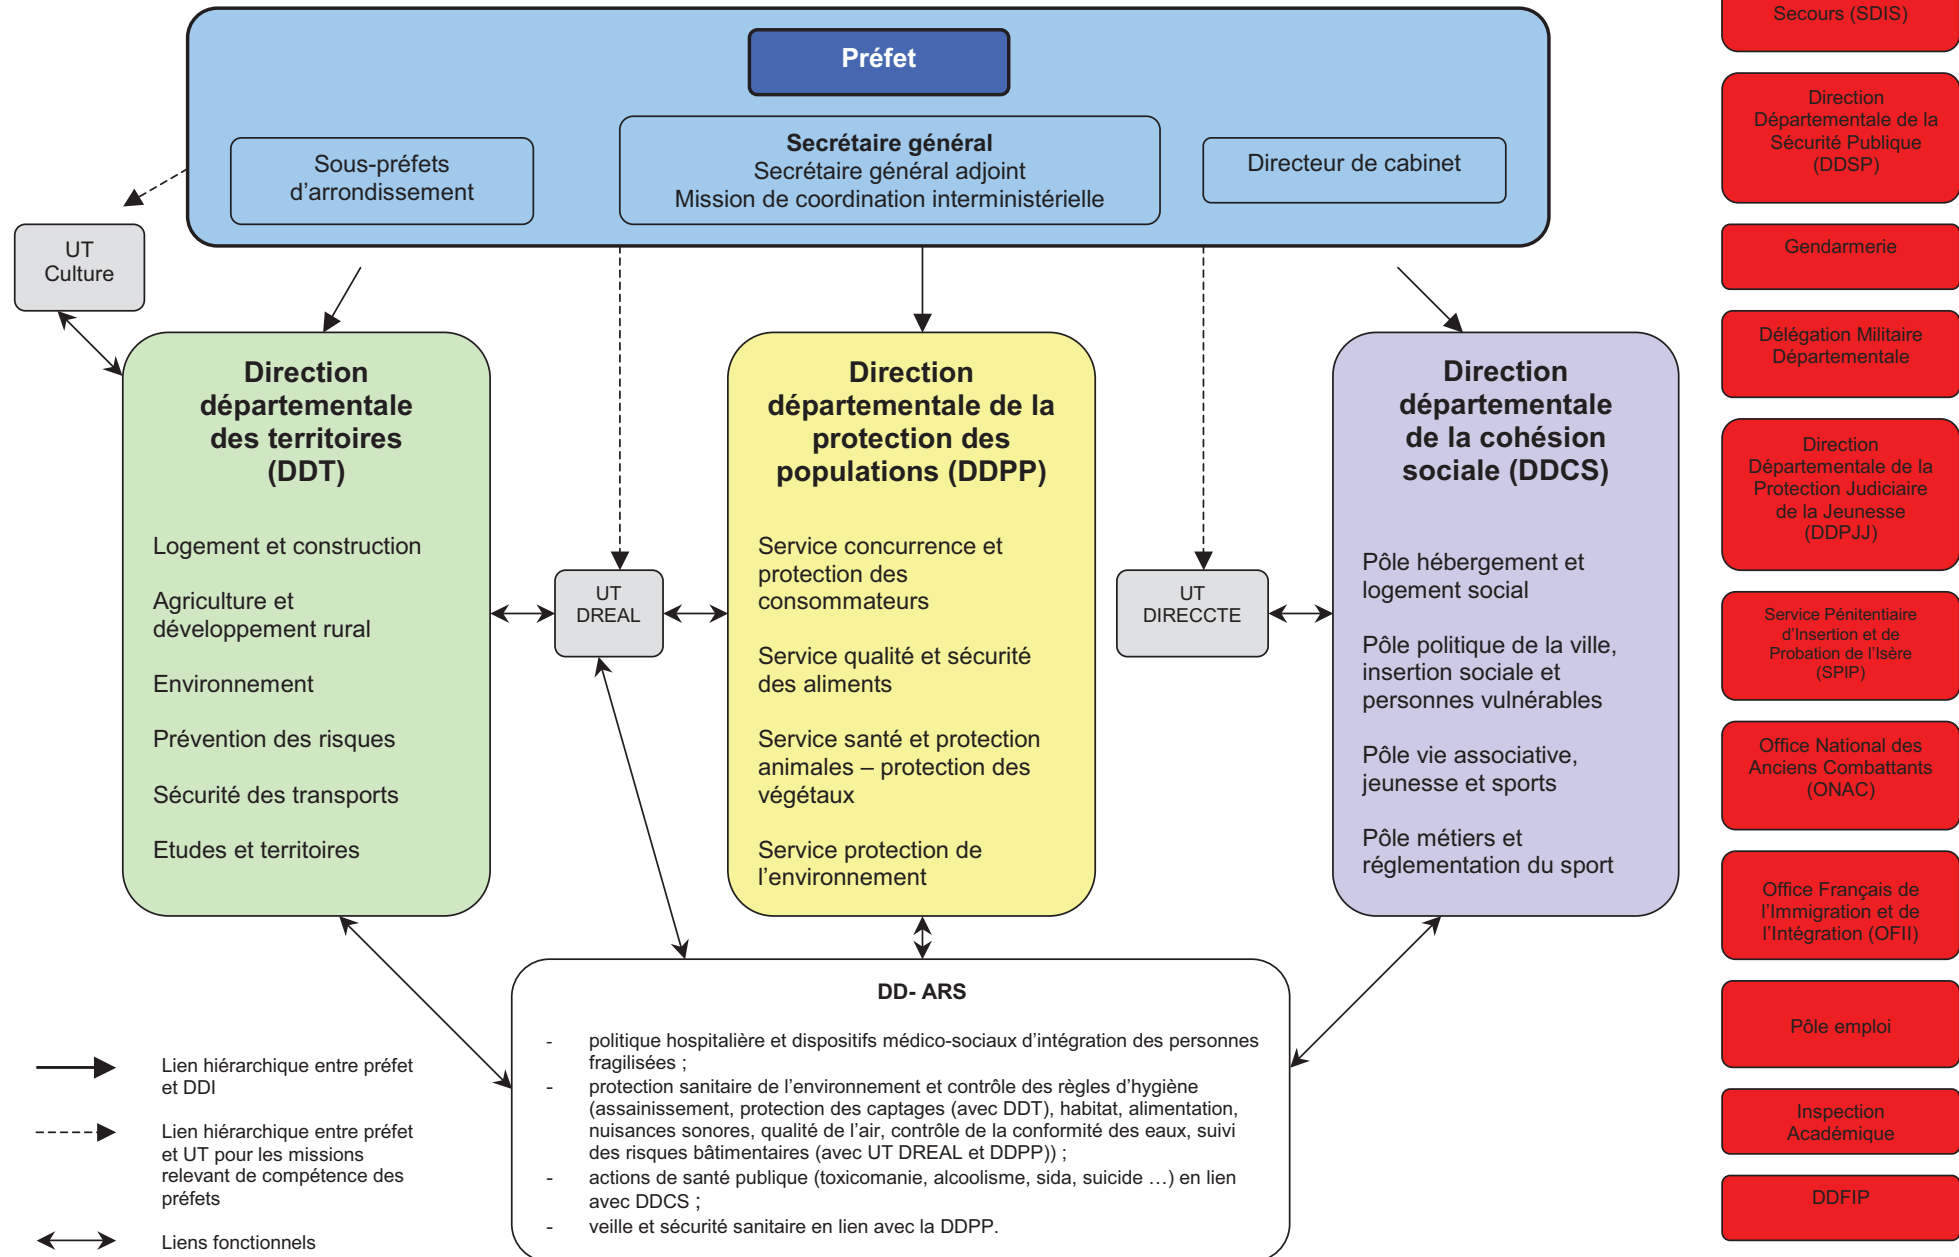 Préfet
Sous-préfets
d'arrondissement
Secrétaire général
Secrétaire général adjoint
Mission de coordination interministérielle
Directeur de cabinet
UT
Culture
Direction
départementale
des territoires
(DDT)
Logement et construction
Agriculture et
développement rural
Environnement
Prévention des risques
Sécurité des transports
Etudes et territoires
UT
DREAL
Direction
départementale de la
protection des
populations (DDPP)
Service concurrence et
protection des
consommateurs
Service qualité et sécurité
des aliments
Service santé et protection
animales – protection des
végétaux
Service protection de
l'environnement
UT
DIRECCTE
Direction
départementale
de la cohésion
sociale (DDCS)
Pôle hébergement et
logement social
Pôle politique de la ville,
insertion sociale et
personnes vulnérables
Pôle vie associative,
jeunesse et sports
Pôle métiers et
réglementation du sport
DD- ARS
- politique hospitalière et dispositifs médico-sociaux d'intégration des personnes
fragilisées ;
- protection sanitaire de l'environnement et contrôle des règles d'hygiène
(assainissement, protection des captages (avec DDT), habitat, alimentation,
nuisances sonores, qualité de l'air, contrôle de la conformité des eaux, suivi
des risques bâtimentaires (avec UT DREAL et DDPP)) ;
- actions de santé publique (toxicomanie, alcoolisme, sida, suicide …) en lien
avec DDCS ;
- veille et sécurité sanitaire en lien avec la DDPP.
Lien hiérarchique entre préfet
et DDI
Lien hiérarchique entre préfet
et UT pour les missions
relevant de compétence des
préfets
Liens fonctionnels
Secours (SDIS)
Direction
Départementale de la
Sécurité Publique
(DDSP)
Gendarmerie
Délégation Militaire
Départementale
Direction
Départementale de la
Protection Judiciaire
de la Jeunesse
(DDPJJ)
Service Pénitentiaire
d'Insertion et de
Probation de l'Isère
(SPIP)
Office National des
Anciens Combattants
(ONAC)
Office Français de
l'Immigration et de
l'Intégration (OFII)
Pôle emploi
Inspection
Académique
DDFIP